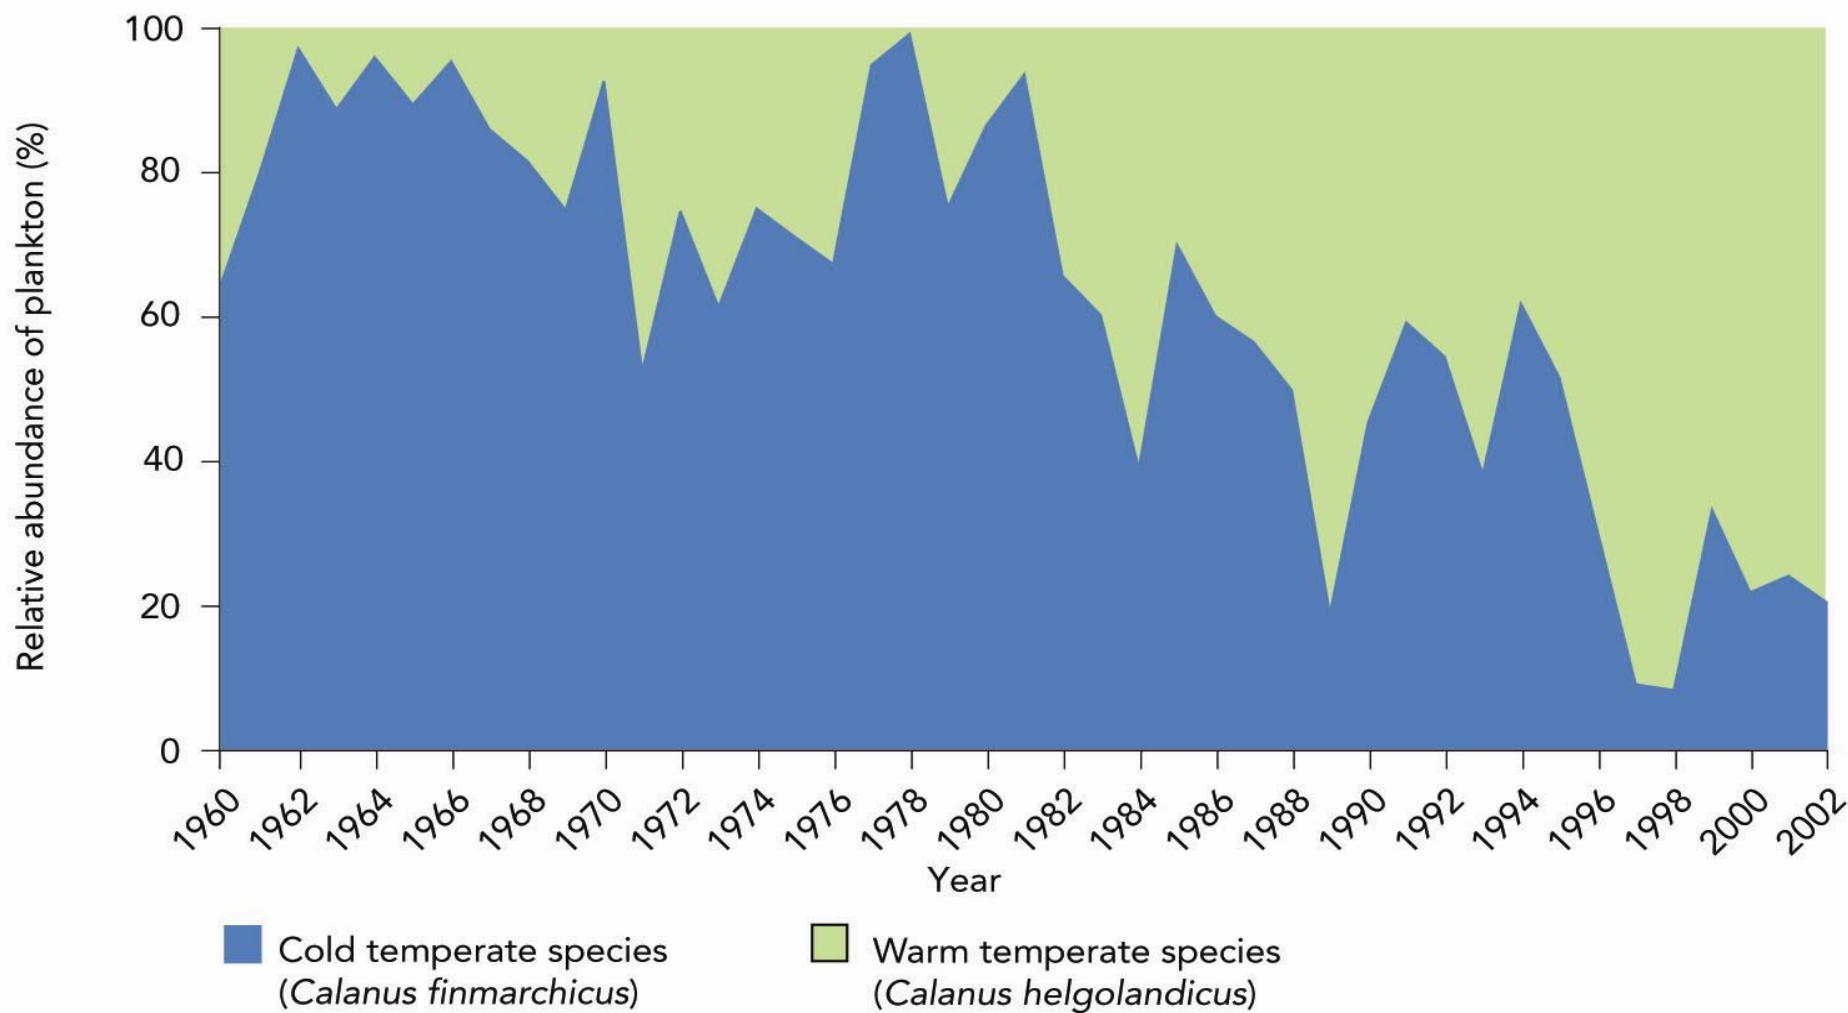 Relative abundance of plankton (%)
100
80
60
40
20
0
1960 1962 1964 1966 1968 1970 1972 1974 1976 1978 1980 1982 1984 1986 1988 1990 1992 1994 1996 1998 2000 2002
Year
Cold temperate species
(Calanus finmarchicus)
Warm temperate species
(Calanus helgolandicus)